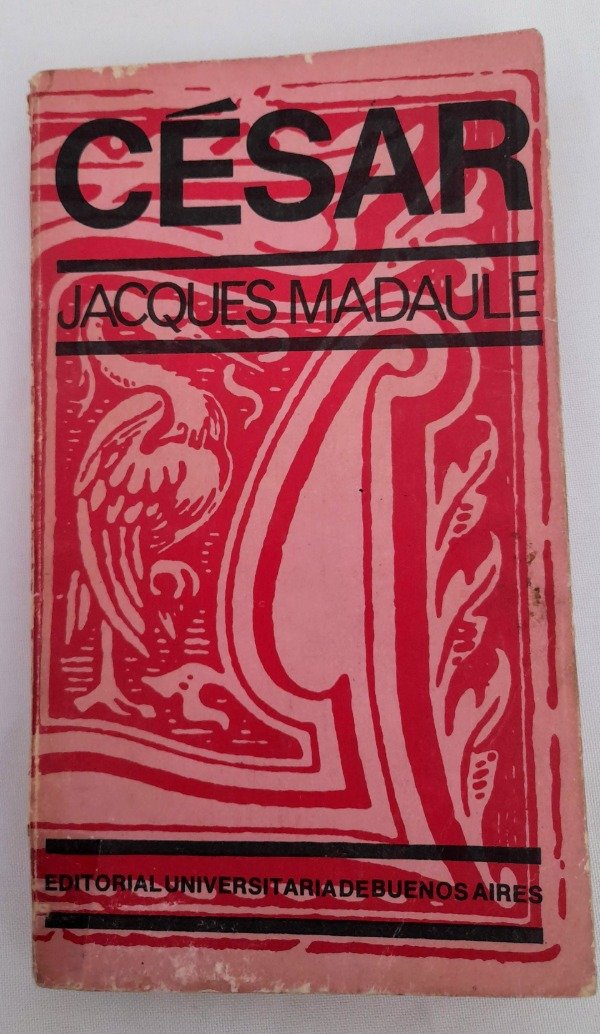 CÉSAR
JACQUES MADAULE
EDITORIAL UNIVERSITARIA DE BUENOS AIRES